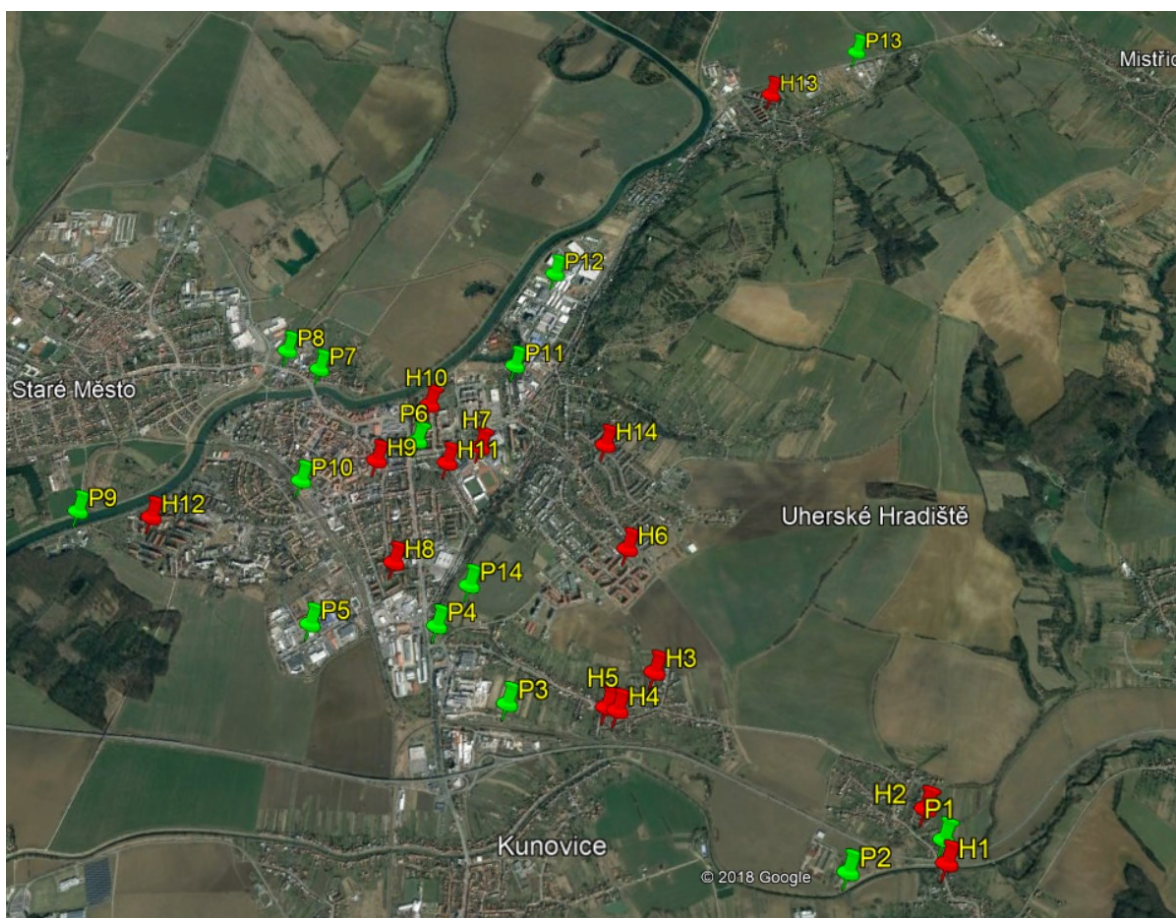 P13
Mistřic
H13
P12
P8
P7
P11
Staré Město
H10
P6
H7
H14
H9
H11
P10
P9
H12
Uherské Hradiště
H6
H8
P14
P5
P4
H3
H5
H4
P3
H2
P1
Kunovice
H1
P2
© 2018 Google